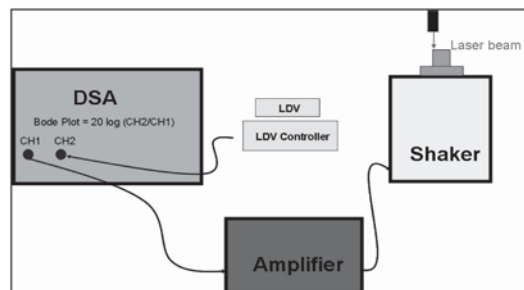 Laser beam
DSA
Bode Plot = 20 log (CH2/CH1)
CH1 CH2
LDV
LDV Controller
Shaker
Amplifier